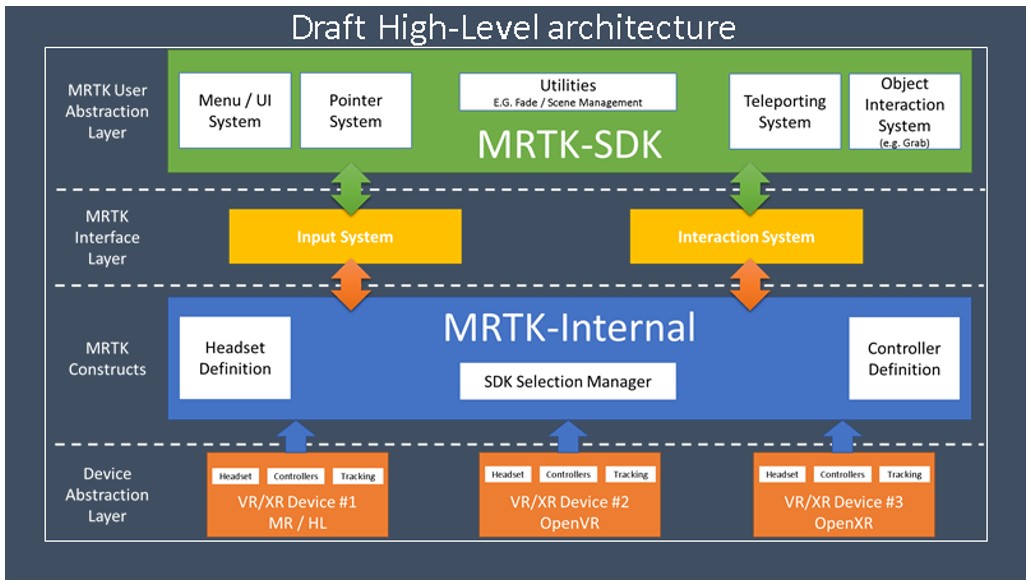 Draft High-Level architecture
MRTK User
Abstraction
Layer
Menu / UI
System
Pointer
System
Utilities
E.G. Fade / Scene Management
Teleporting
System
Object
Interaction
System
(e.g. Grab)
MRTK-SDK
MRTK
Interface
Layer
Input System
Interaction System
MRTK
Constructs
MRTK-Internal
Headset
Definition
SDK Selection Manager
Controller
Definition
Device
Abstraction
Layer
Headset
Controllers
Tracking
VR/XR Device #1
MR / HL
Headset
Controllers
Tracking
VR/XR Device #2
OpenVR
Headset
Controllers
Tracking
VR/XR Device #3
OpenXR